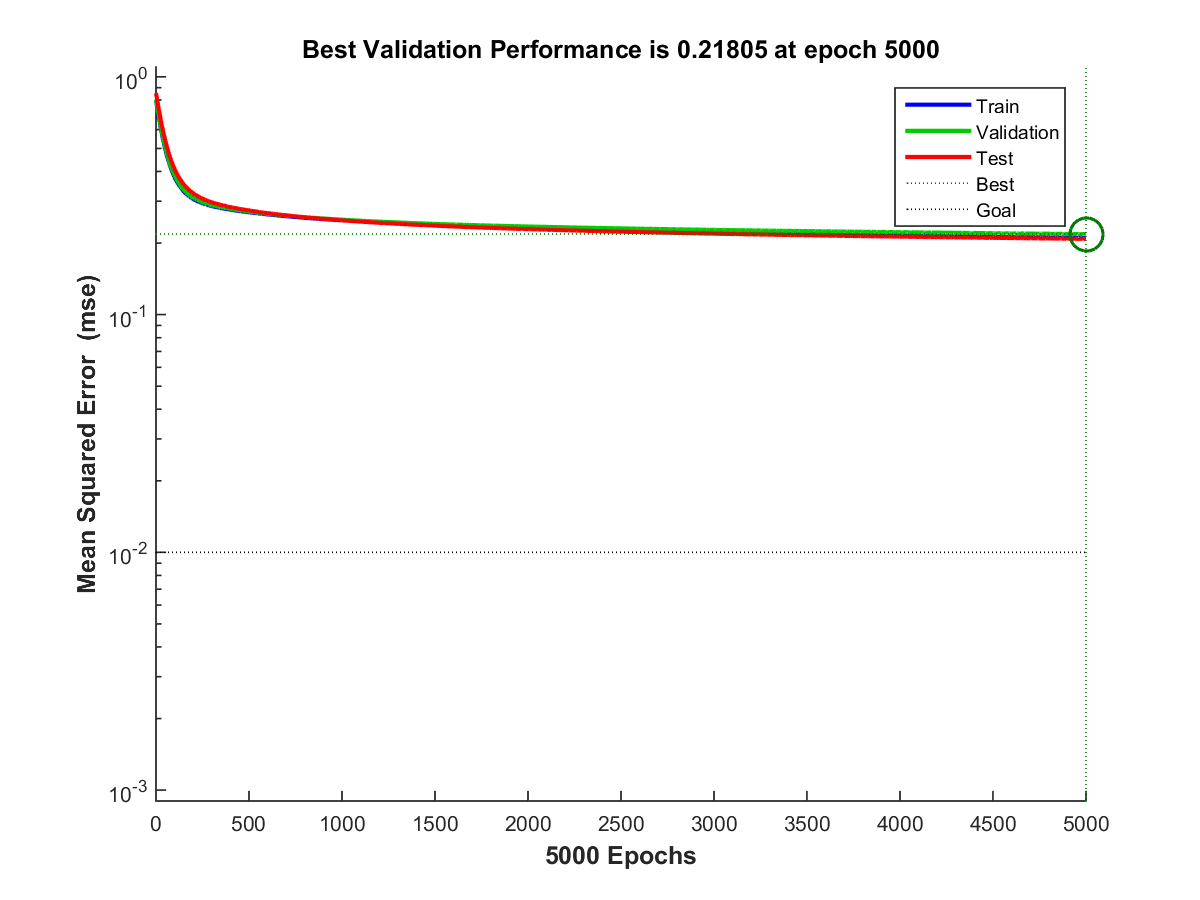 Best Validation Performance is 0.21805 at epoch 5000
10^0
10^-1
10^-2
10^-3
Mean Squared Error (mse)
Train
Validation
Test
Best
Goal
0 500 1000 1500 2000 2500 3000 3500 4000 4500 5000
5000 Epochs